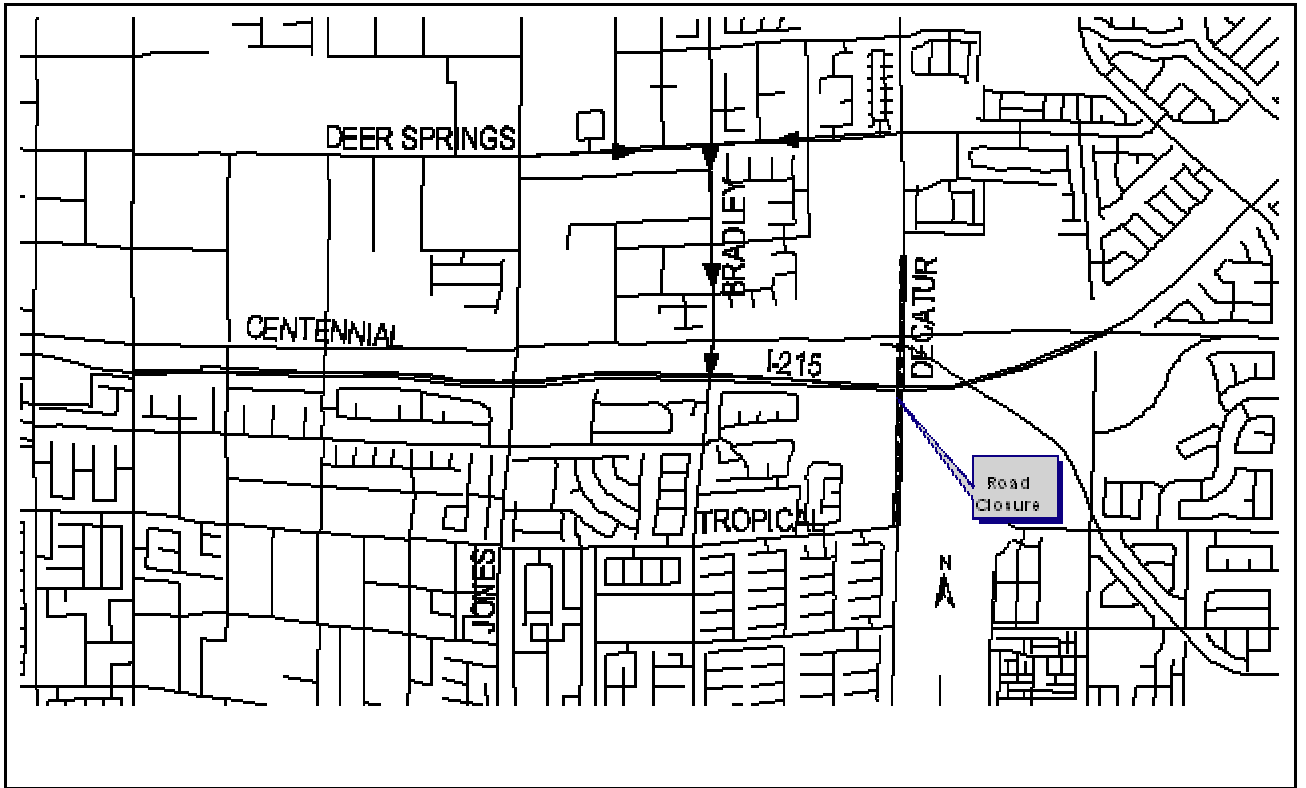 DEER SPRINGS
BRADLEY
DECATUR
CENTENNIAL
I-215
Road
Closure
TROPICAL
JONES
N